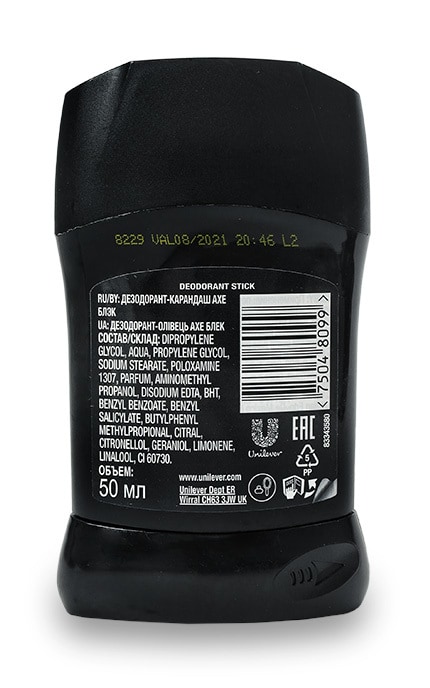 8229 VAL08/2021 20:46 L2
DEODORANT STICK
RU/BY: ДЕЗОДОРАНТ-КАРАНДАШ AXE
БЛЭК
UA: ДЕЗОДОРАНТ-ОЛІВЕЦЬ AXE БЛЕК
СОСТАВ/СКЛАД: DIPROPYLENE
GLYCOL, AQUA, PROPYLENE GLYCOL,
SODIUM STEARATE, POLOXAMINE
1307, PARFUM, AMINOMETHYL
PROPANOL, DISODIUM EDTA, BHT,
BENZYL BENZOATE, BENZYL
SALICYLATE, BUTYLPHENYL
METHYLPROPIONAL, CITRAL,
CITRONELLOL, GERANIOL, LIMONENE,
LINALOOL, CI 60730.
ОБЪЕМ:
50 МЛ
<7504 8099>
Unilever
EAC
83343580
5
PP
www.unilever.com
Unilever Dept ER
Wirral CH63 3JW UK